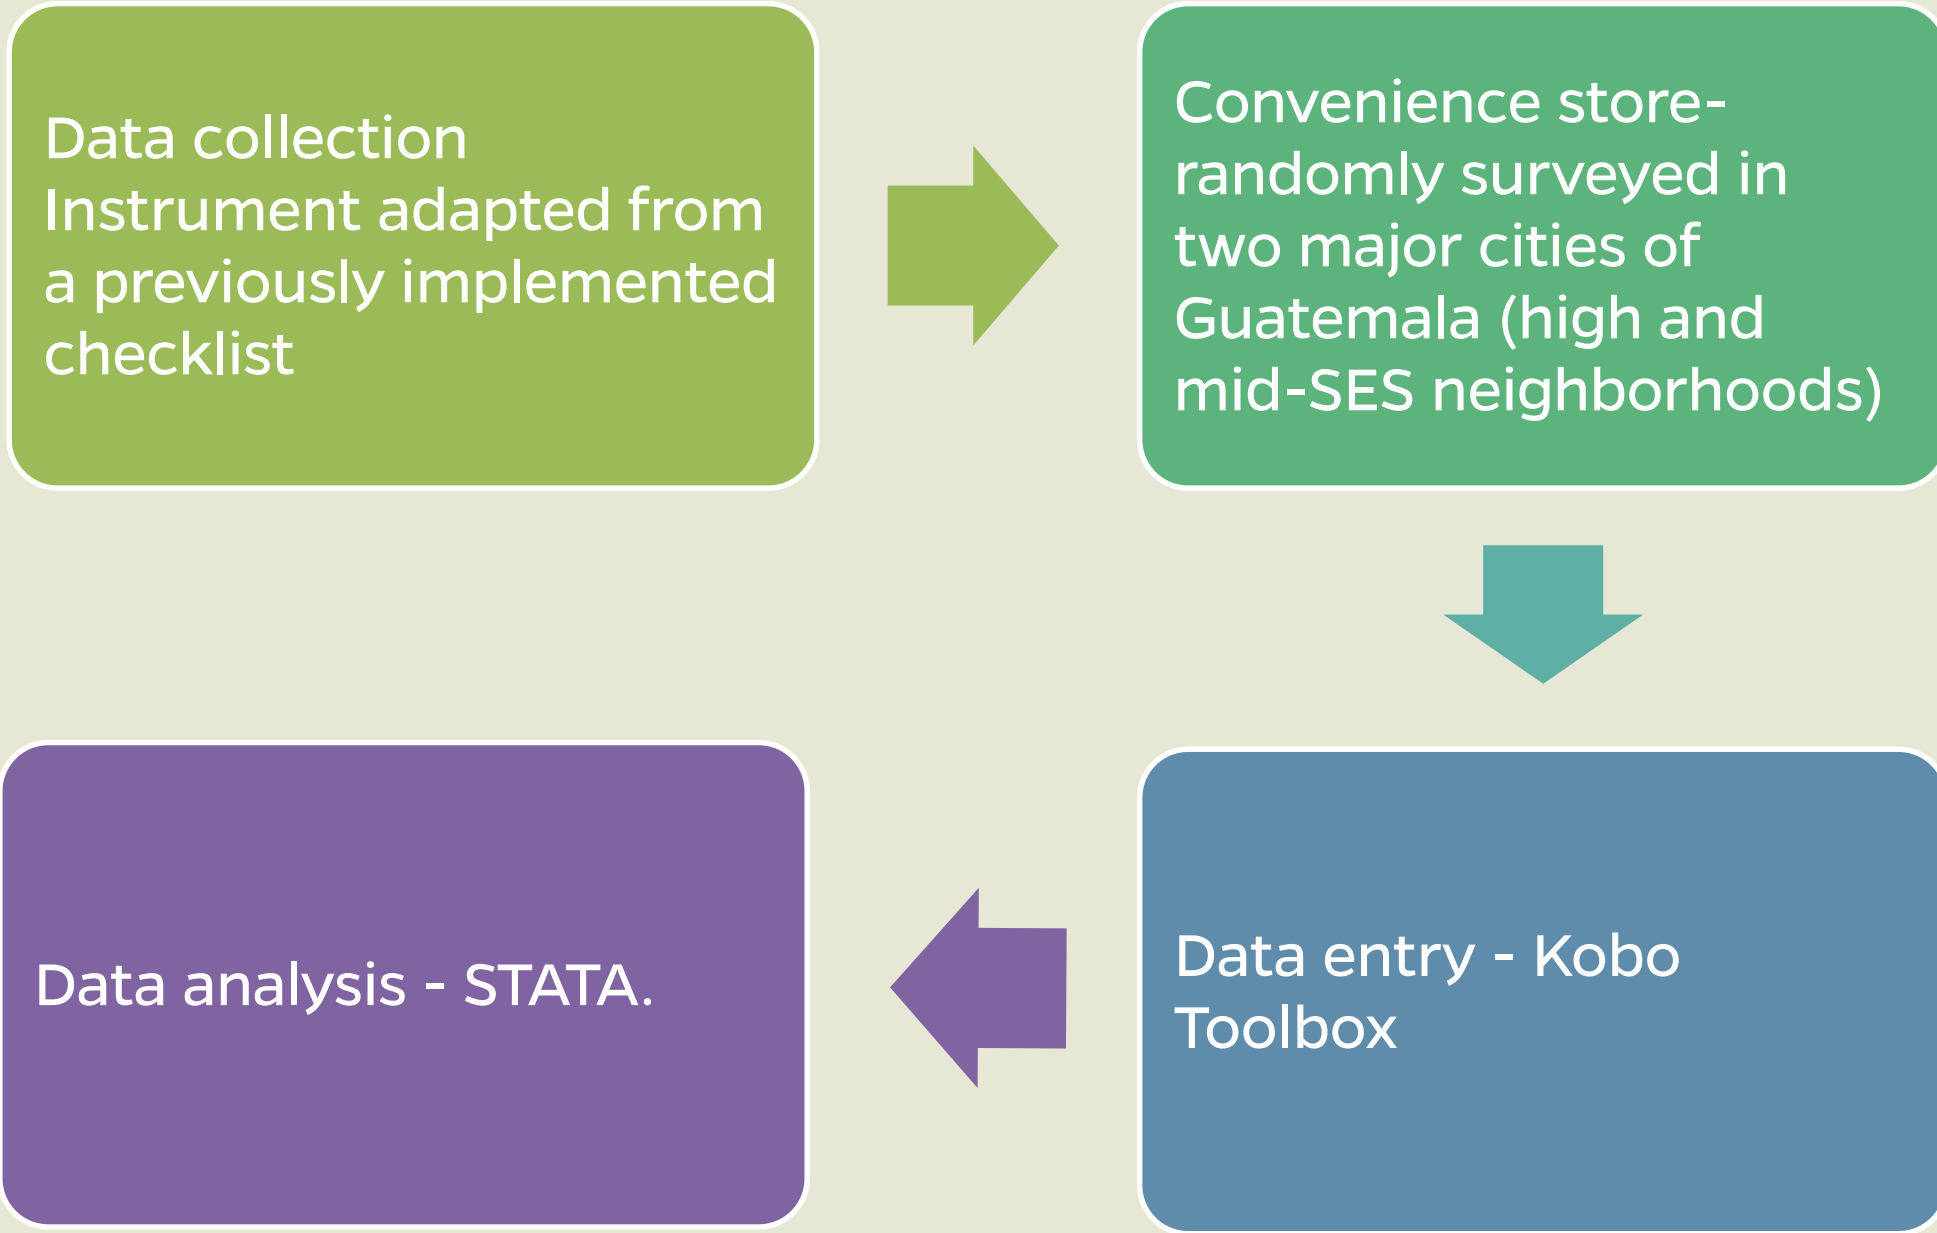 Data collection
Instrument adapted from
a previously implemented
checklist
Convenience store-
randomly surveyed in
two major cities of
Guatemala (high and
mid-SES neighborhoods)
Data entry - Kobo
Toolbox
Data analysis - STATA.